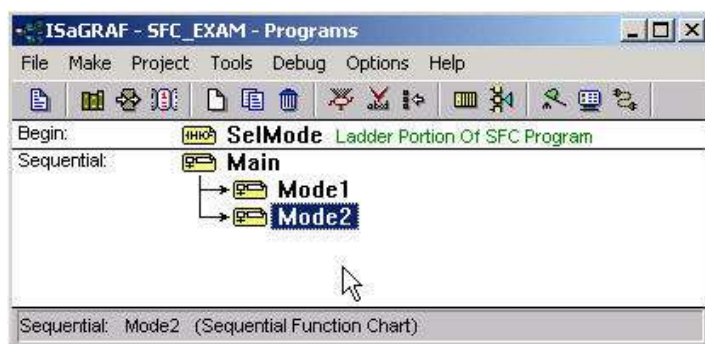 ISaGRAF - SFC_EXAM - Programs
File Make Project Tools Debug Options Help
Begin: SelMode Ladder Portion Of SFC Program
Sequential: Main
Mode1
Mode2
Sequential: Mode2 (Sequential Function Chart)